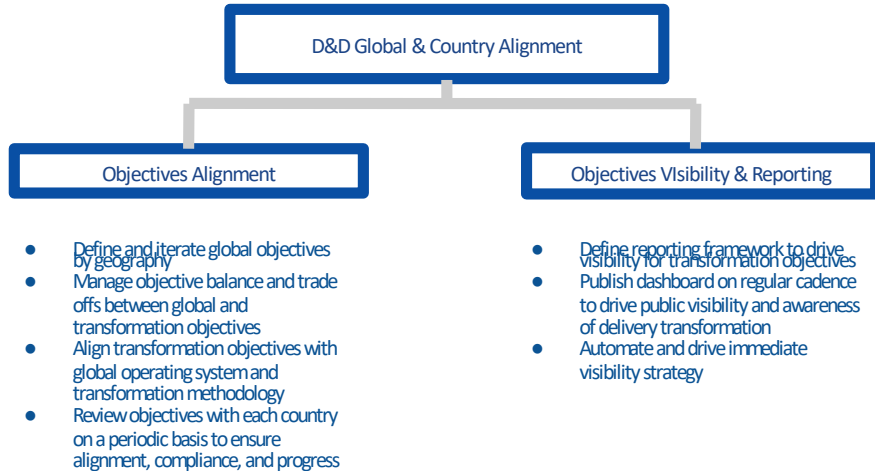 D&D Global & Country Alignment
Objectives Alignment
Objectives VIsibility & Reporting
● Define and iterate global objectives
by geography
● Manage objective balance and trade
offs between global and
transformation objectives
● Align transformation objectives with
global operating system and
transformation methodology
● Review objectives with each country
on a periodic basis to ensure
alignment, compliance, and progress
● Define reporting framework to drive
visibility for transformation objectives
● Publish dashboard on regular cadence
to drive public visibility and awareness
of delivery transformation
● Automate and drive immediate
visibility strategy